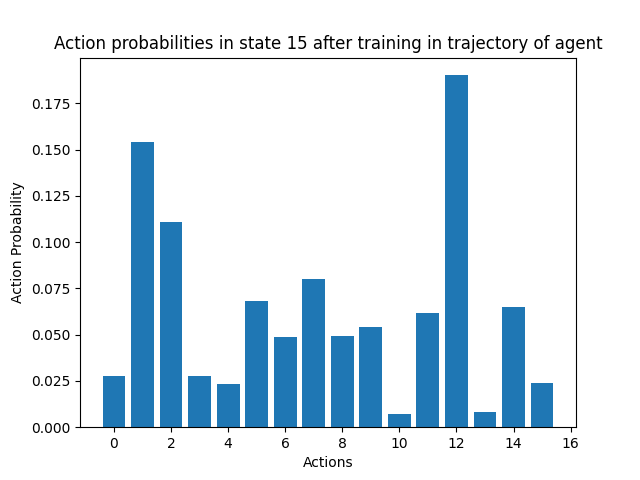 Action probabilities in state 15 after training in trajectory of agent
0.175
0.150
0.125
0.100
0.075
0.050
0.025
0.000
Action Probability
0 2 4 6 8 10 12 14 16
Actions